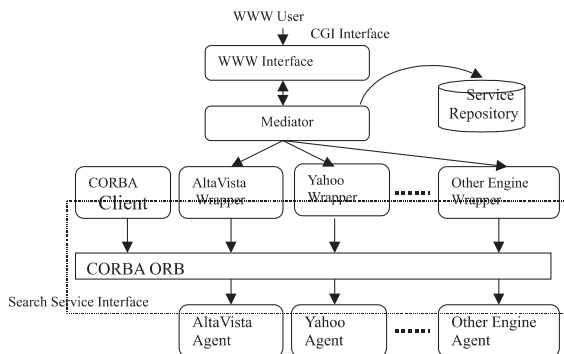 WWW User
CGI Interface
WWW Interface
Service
Repository
Mediator
CORBA
Client
AltaVista
Wrapper
Yahoo
Wrapper
Other Engine
Wrapper
CORBA ORB
Search Service Interface
AltaVista
Agent
Yahoo
Agent
Other Engine
Agent